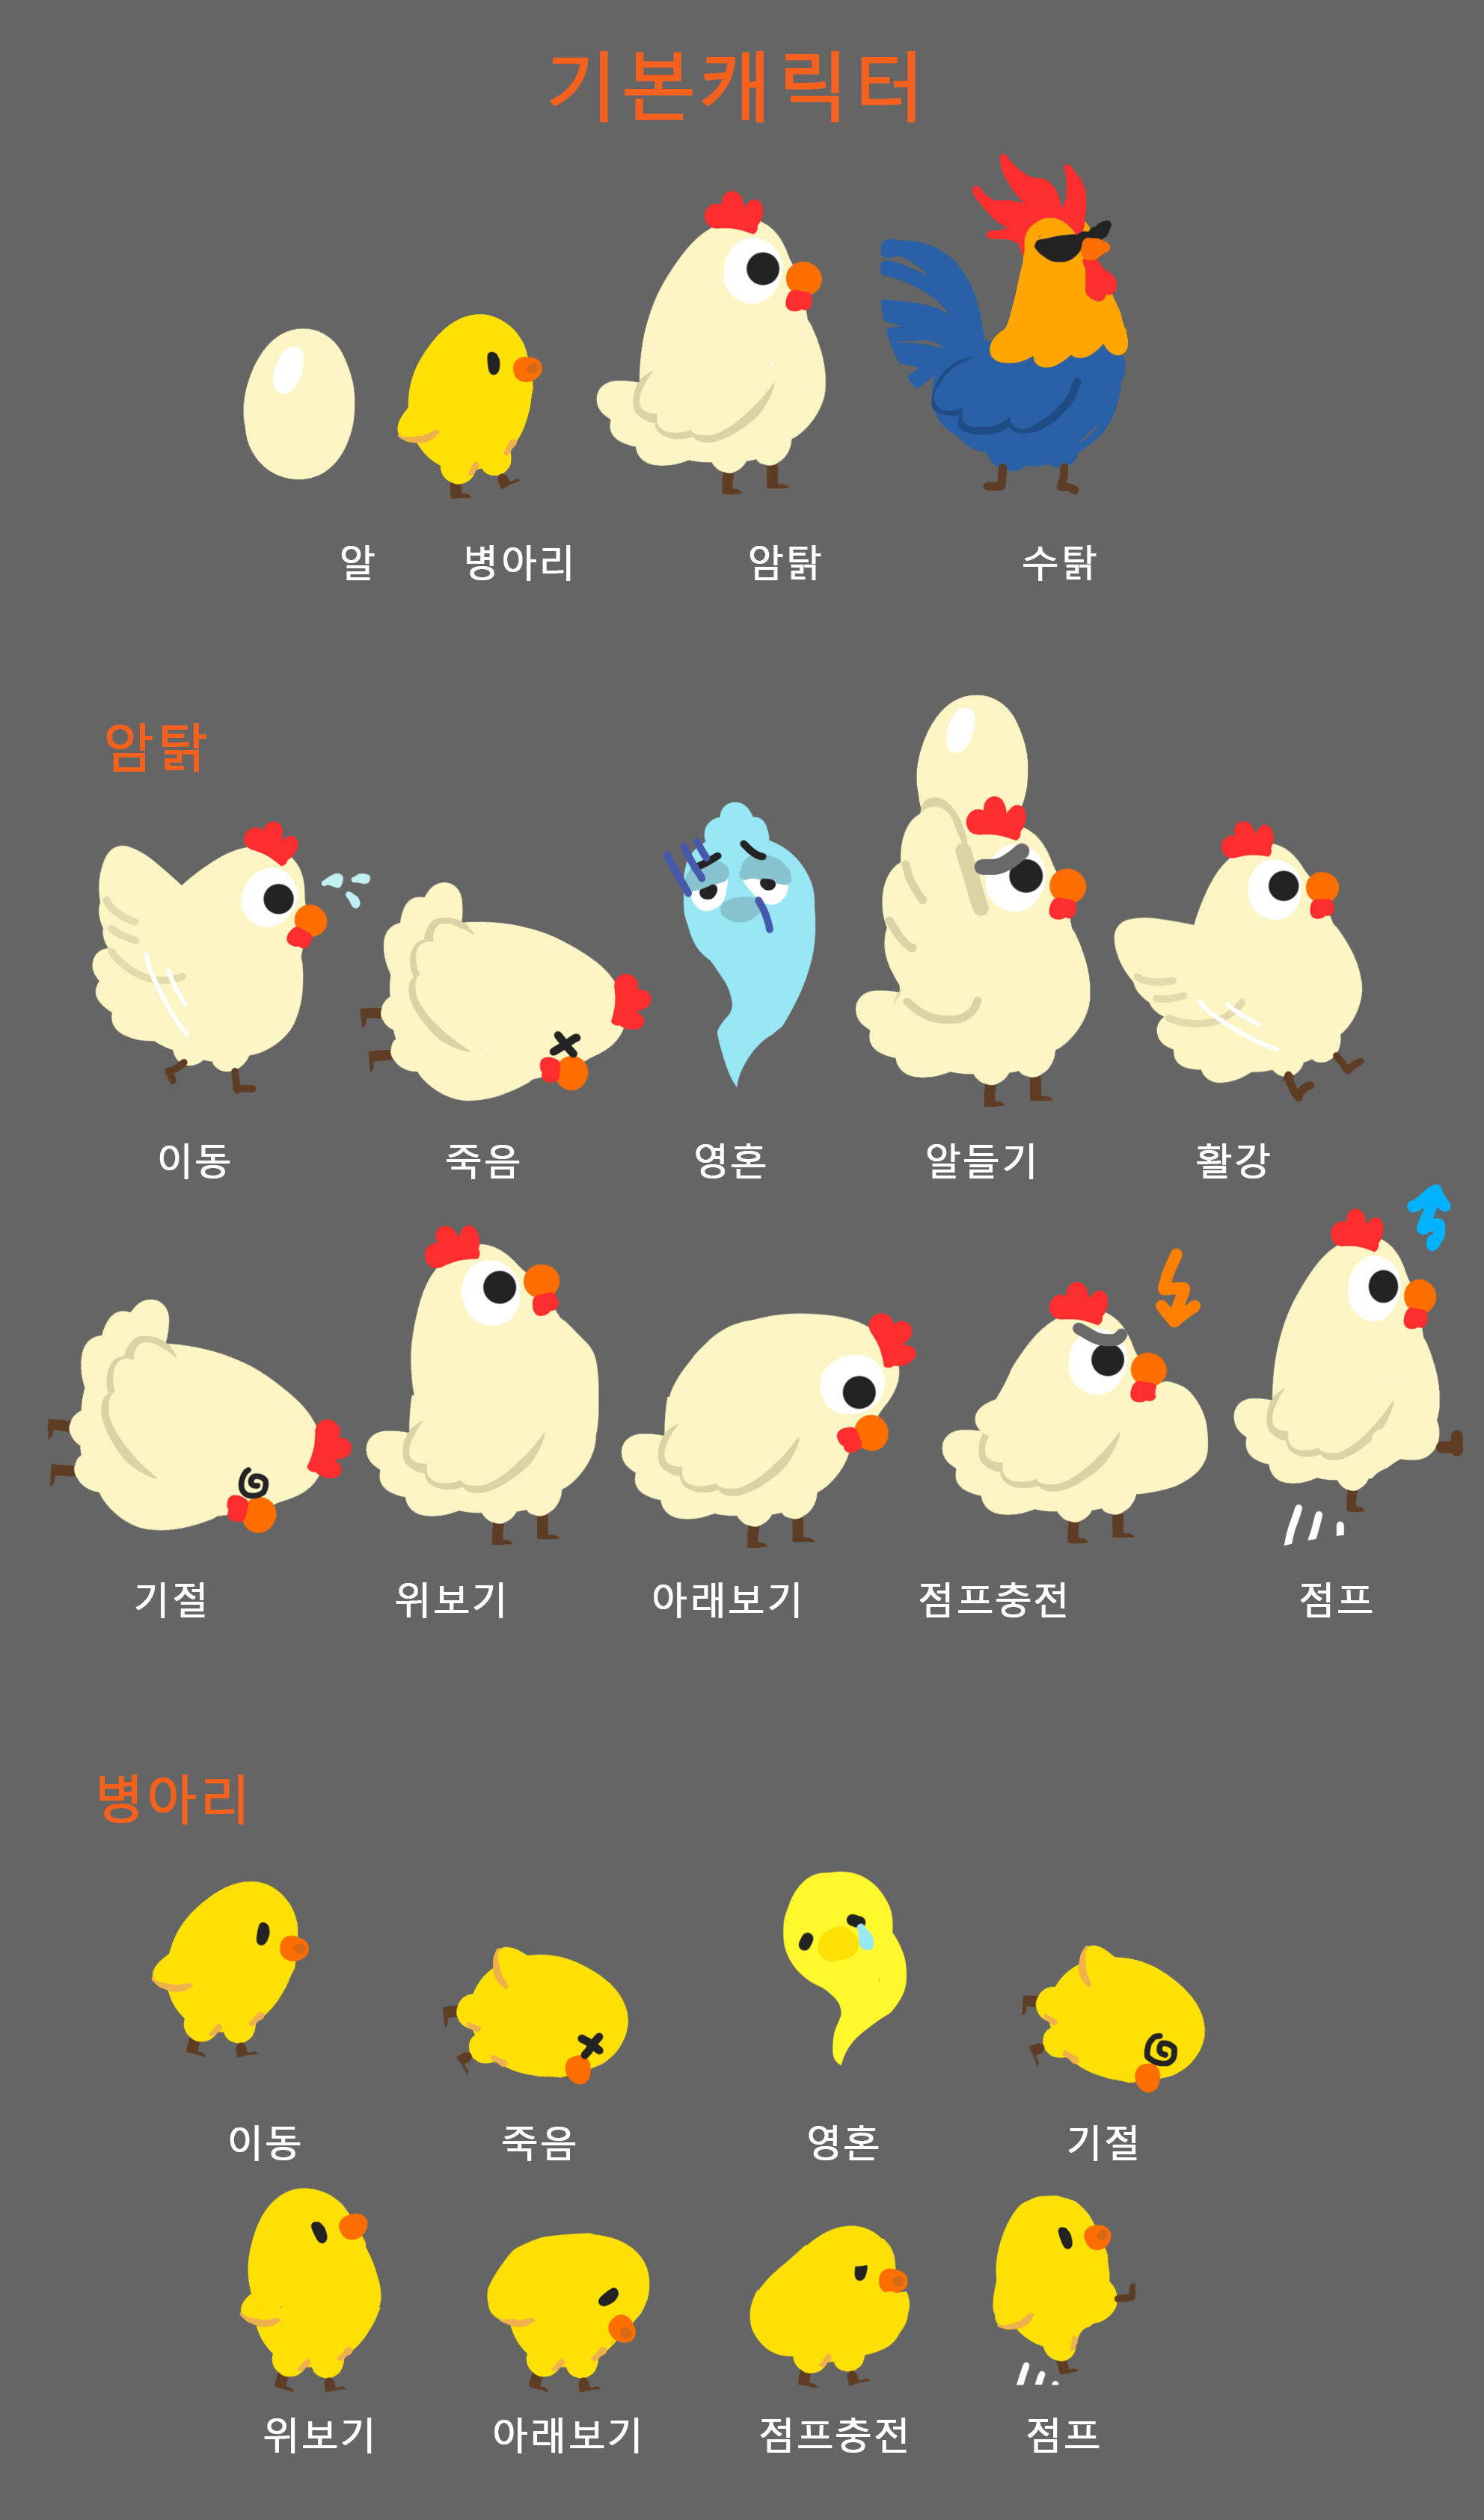 기본캐릭터
알 병아리 암탉 수탉
암탉
이동 죽음 영혼 알들기 활강
기절 위보기 아래보기 점프충전 점프
병아리
이동 죽음 영혼 기절
위보기 아래보기 점프충전 점프